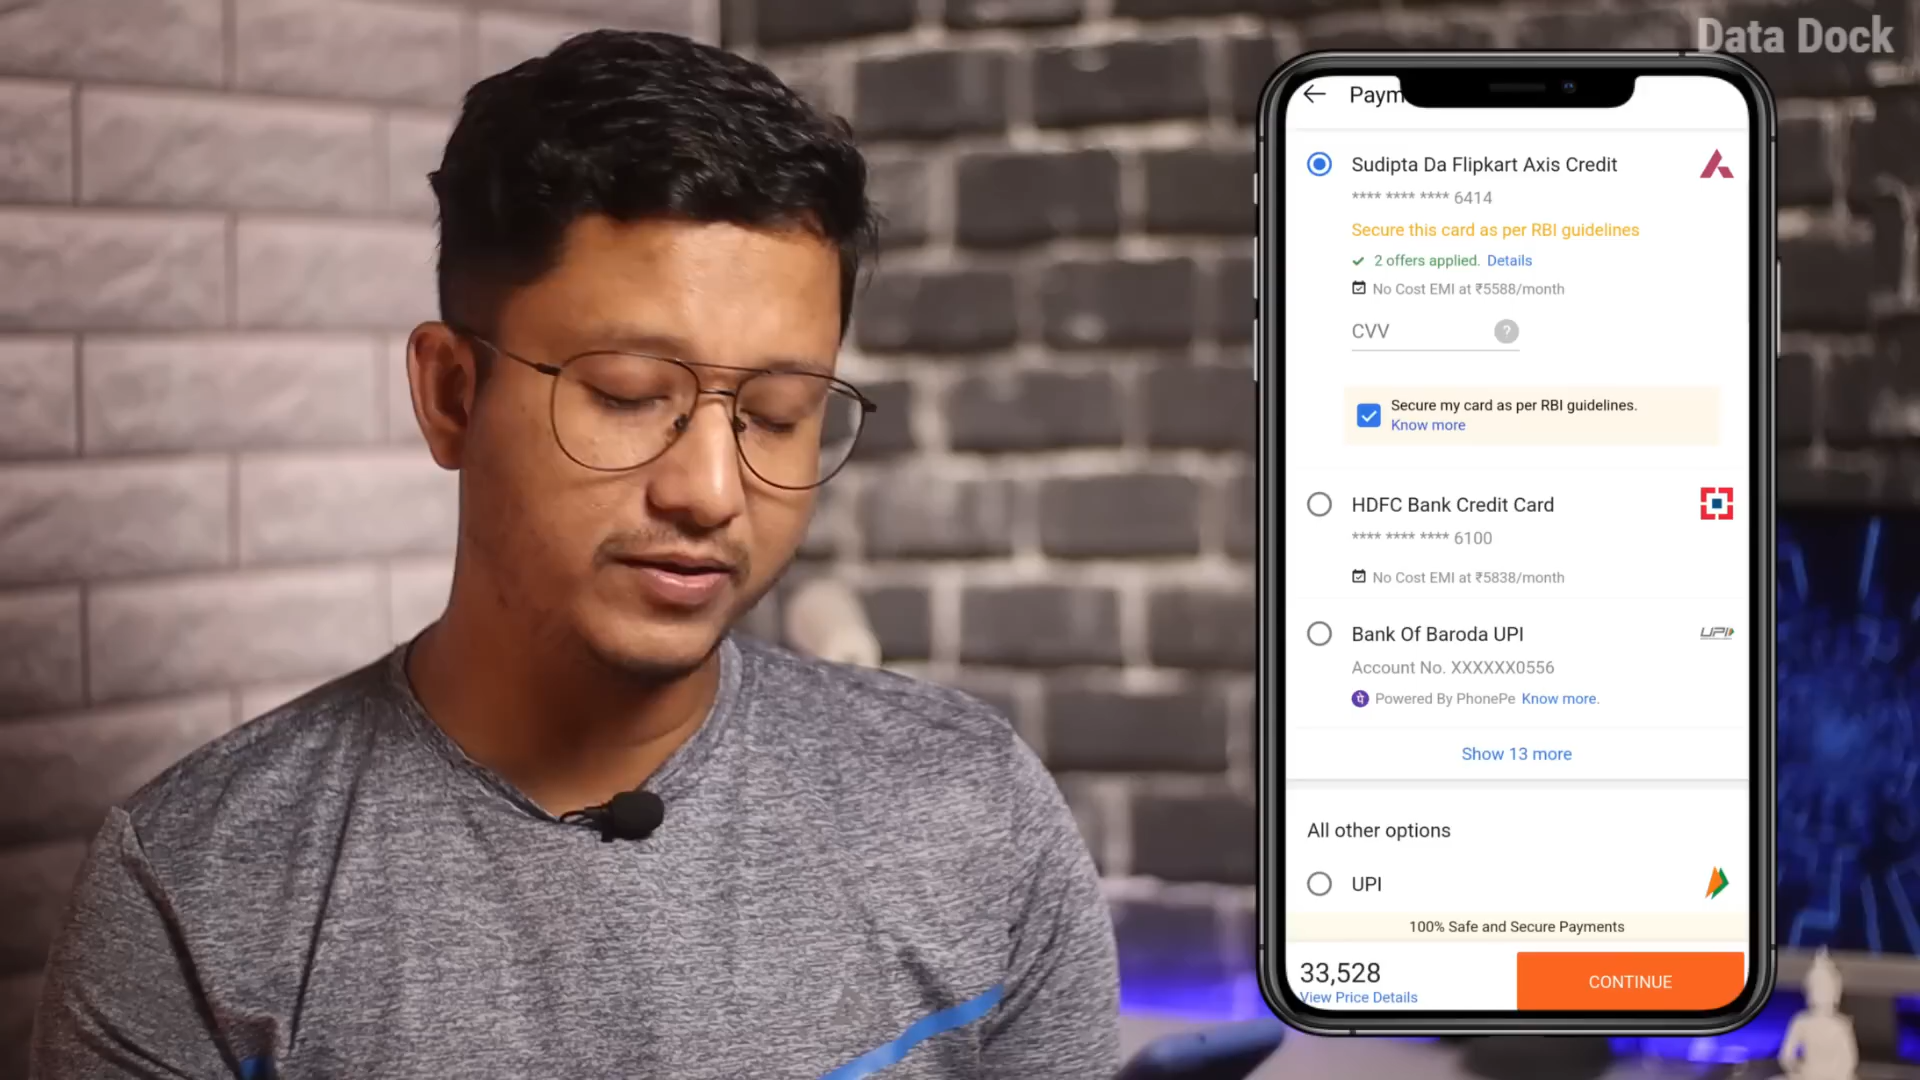 Data Dock
Paym
Sudipta Da Flipkart Axis Credit
**** **** **** 6414
Secure this card as per RBI guidelines
2 offers applied. Details
No Cost EMI at ₹5588/month
CVV
?
Secure my card as per RBI guidelines.
Know more
HDFC Bank Credit Card
**** **** **** 6100
No Cost EMI at ₹5838/month
Bank Of Baroda UPI
UPI
Account No. XXXXXX0556
पे Powered By PhonePe Know more.
Show 13 more
All other options
UPI
100% Safe and Secure Payments
33,528
View Price Details
CONTINUE